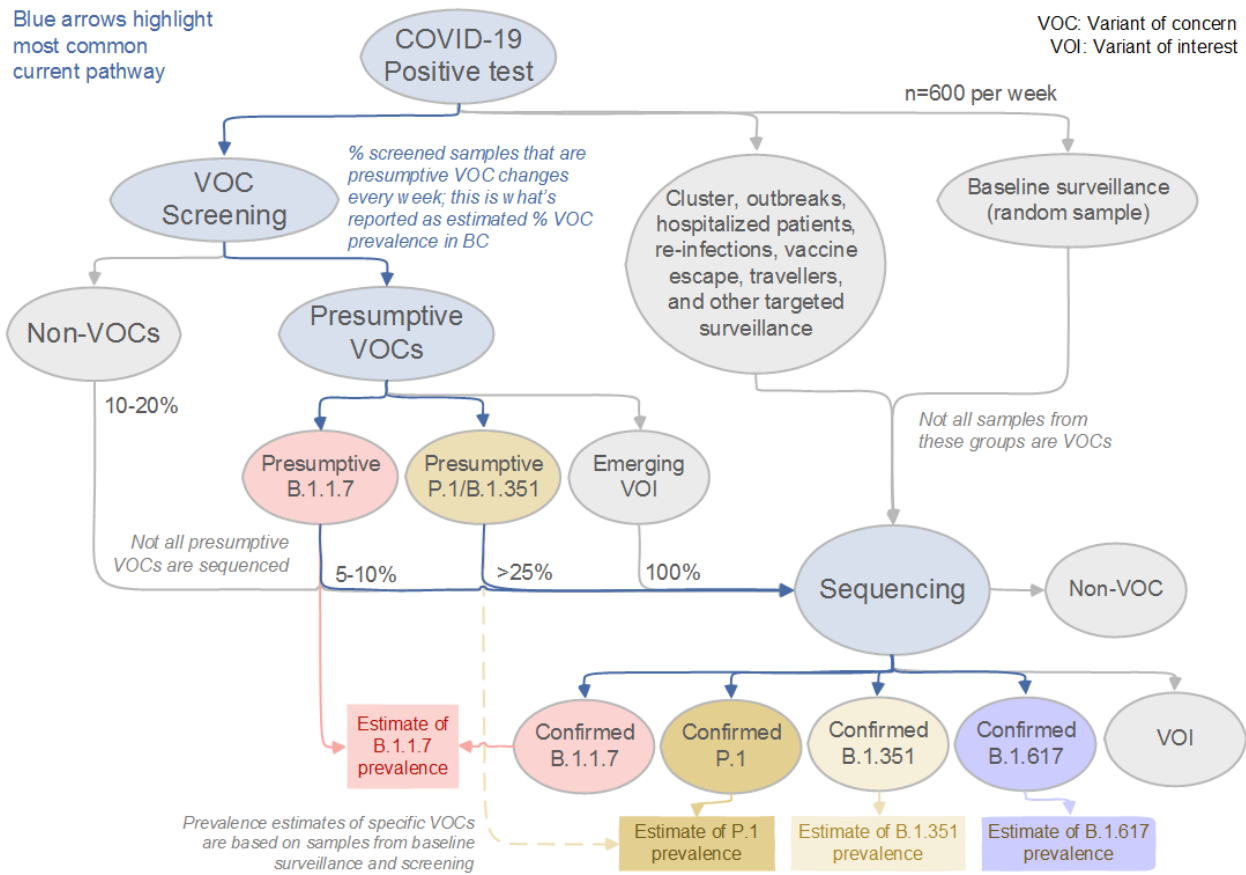 Blue arrows highlight
most common
current pathway
COVID-19
Positive test
VOC: Variant of concern
VOI: Variant of interest
n=600 per week
VOC
Screening
% screened samples that are
presumptive VOC changes
every week; this is what's
reported as estimated % VOC
prevalence in BC
Cluster, outbreaks,
hospitalized patients,
re-infections, vaccine
escape, travellers,
and other targeted
surveillance
Baseline surveillance
(random sample)
Non-VOCs
Presumptive
VOCs
10-20%
Not all samples from
these groups are VOCs
Presumptive
B.1.1.7
Presumptive
P.1/B.1.351
Emerging
VOI
Not all presumptive
VOCs are sequenced
5-10%
>25%
100%
Sequencing
Non-VOC
Estimate of
B.1.1.7
prevalence
Confirmed
B.1.1.7
Confirmed
P.1
Confirmed
B.1.351
Confirmed
B.1.617
VOI
Prevalence estimates of specific VOCs
are based on samples from baseline
surveillance and screening
Estimate of P.1
prevalence
Estimate of B.1.351
prevalence
Estimate of B.1.617
prevalence